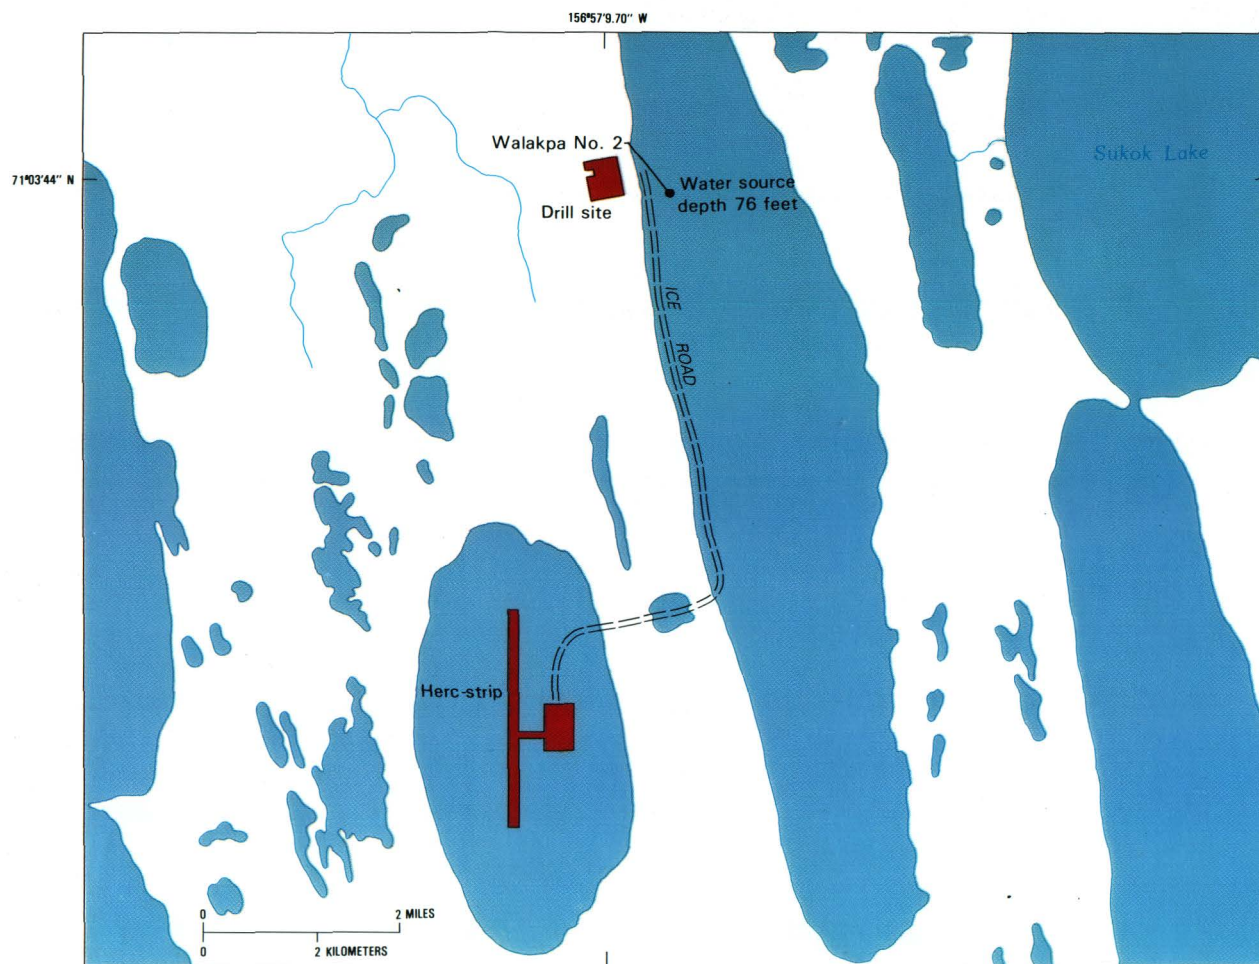 156°57'9.70" W
Walakpa No. 2
Sukok Lake
71°03'44" N
Water source
depth 76 feet
Drill site
ICE ROAD
Herc-strip
0 2 MILES
0 2 KILOMETERS